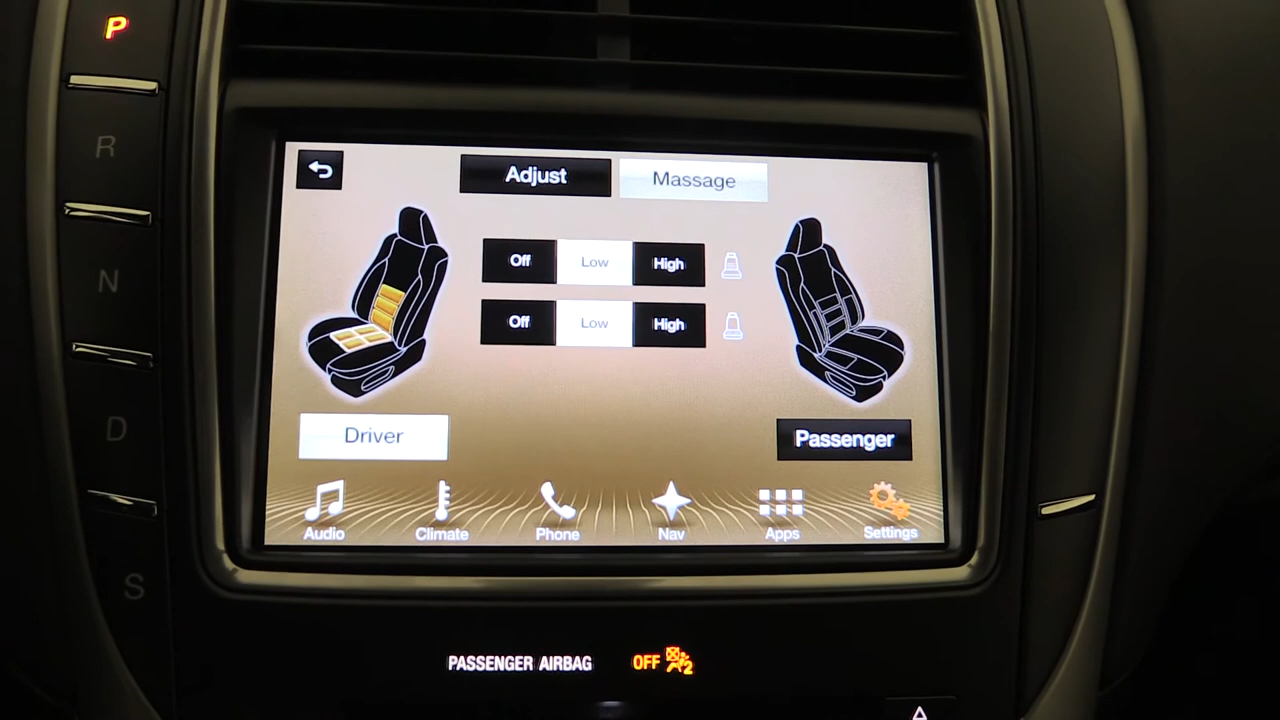 P
R
N
D
S
Adjust Massage
Off Low High
Off Low High
Driver Passenger
Audio Climate Phone Nav Apps Settings
PASSENGER AIRBAG OFF 2